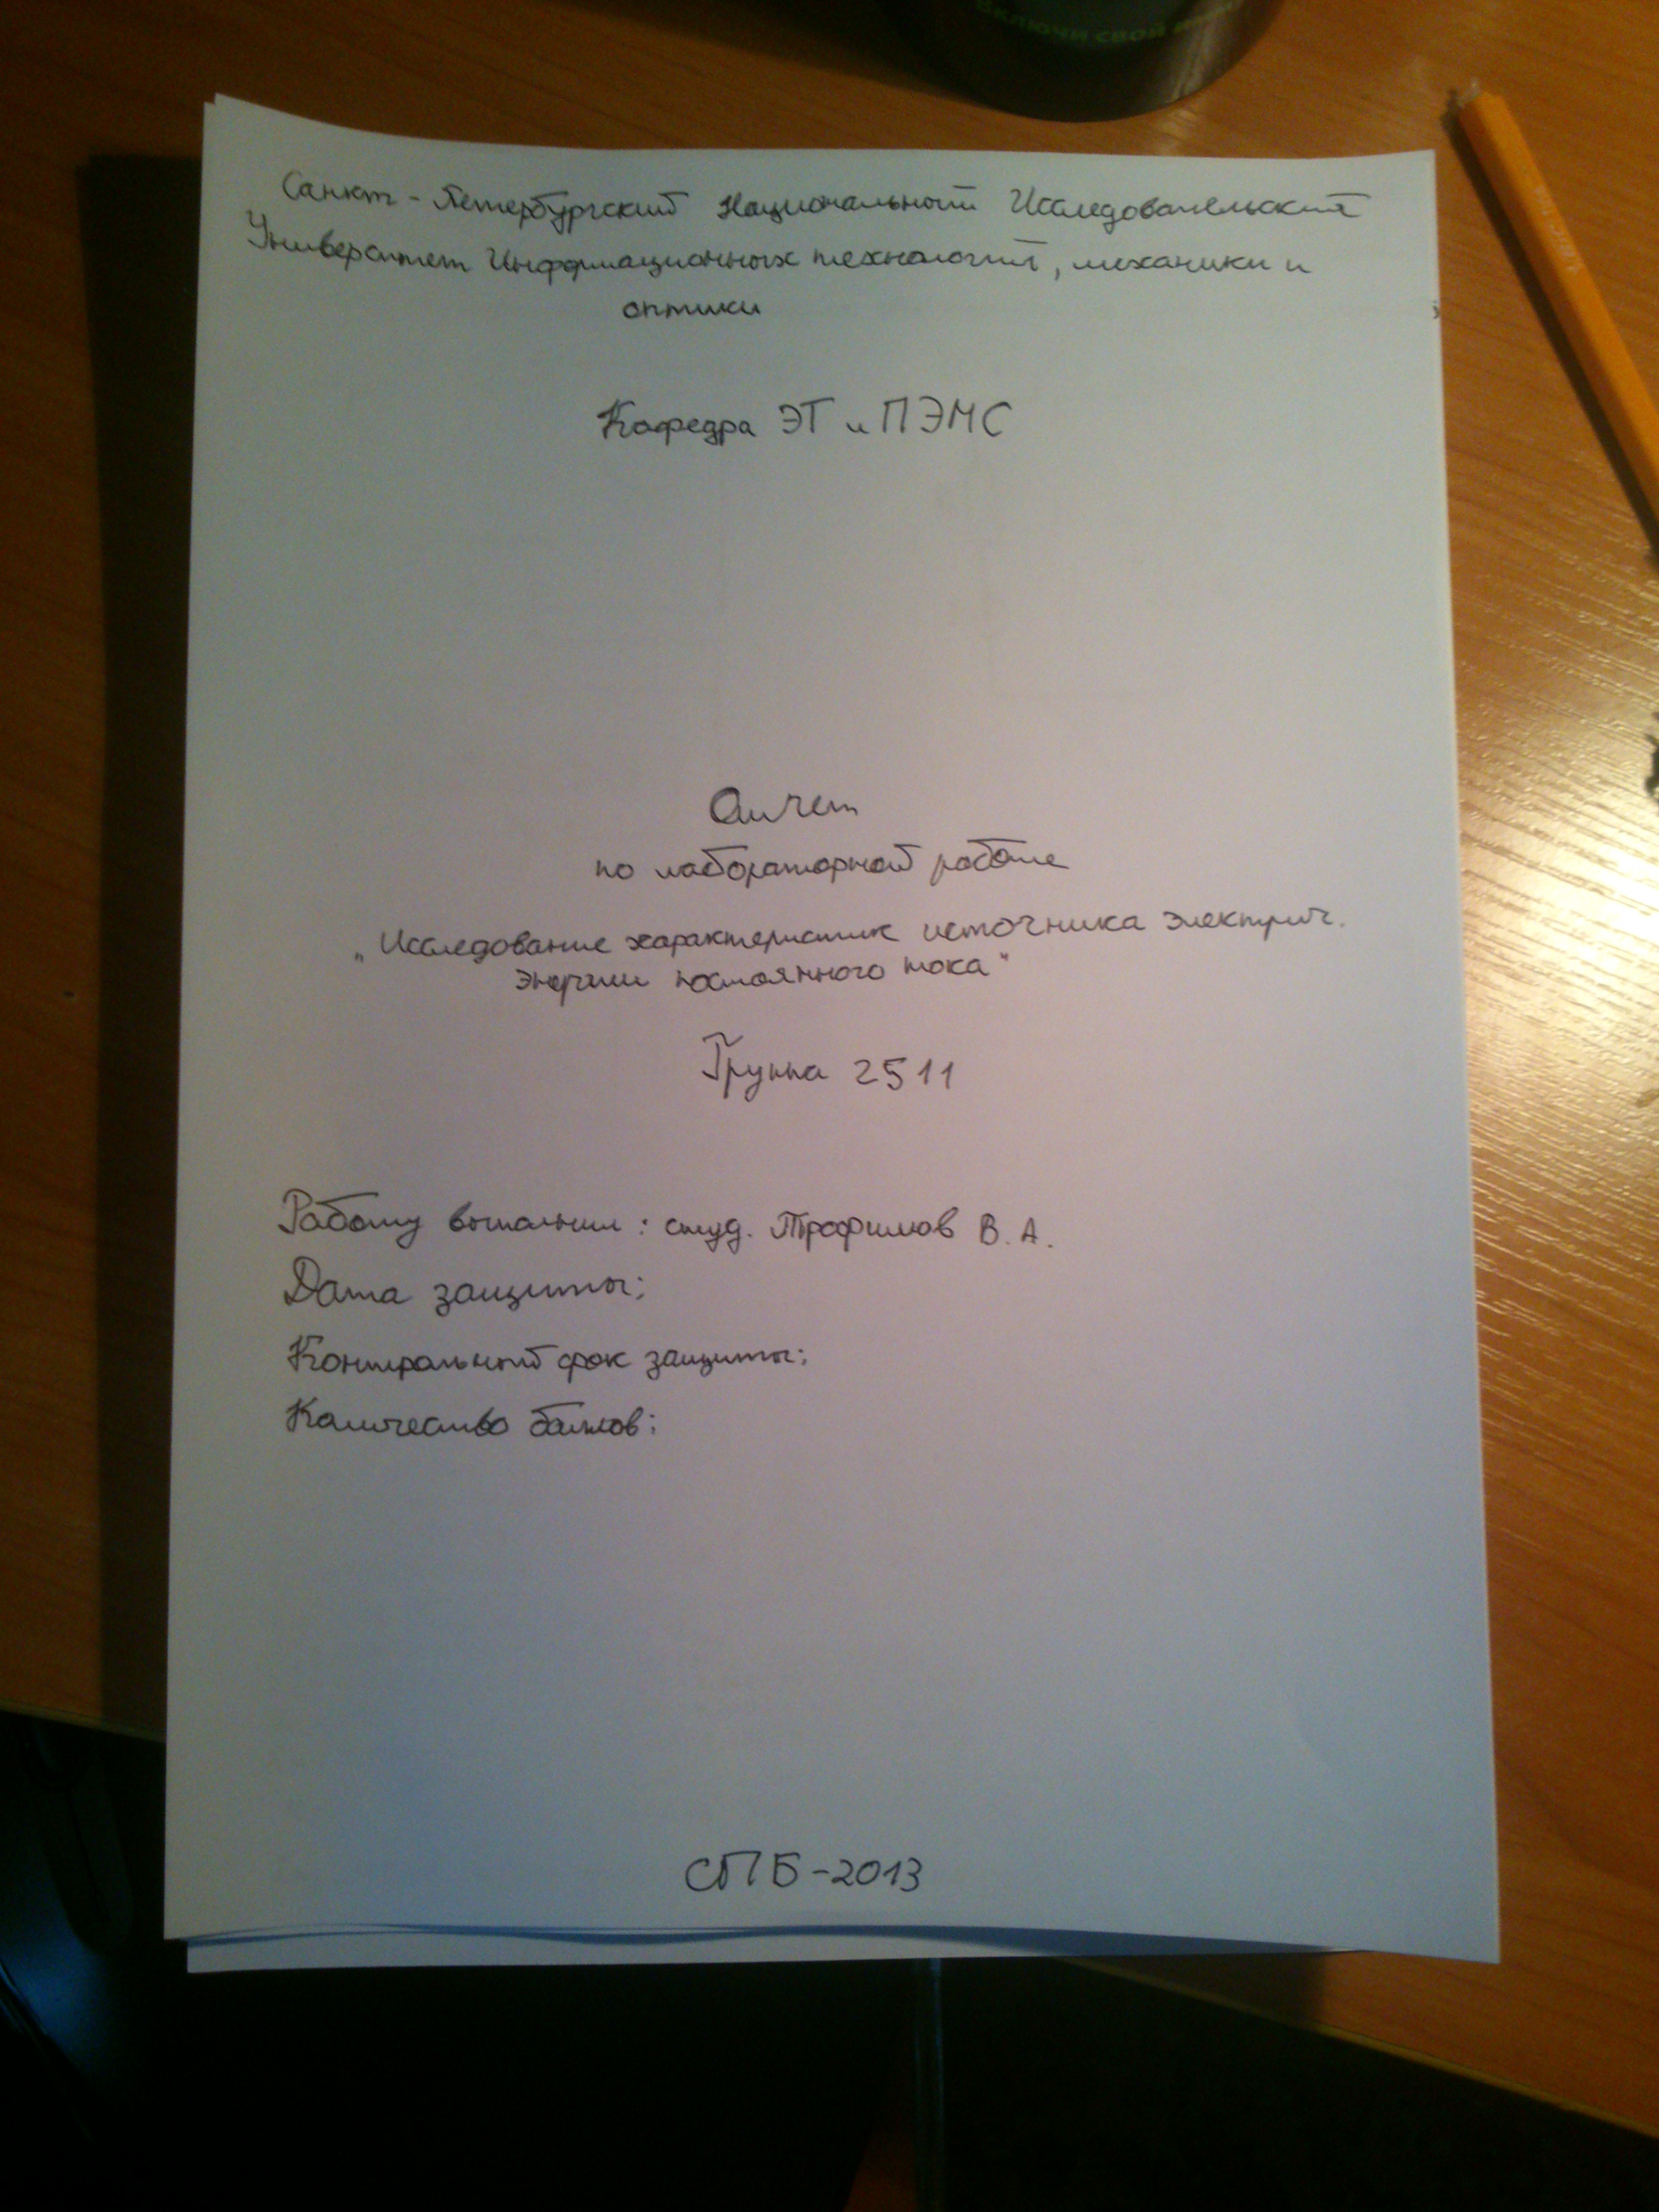 Включи свой
Санкт-Петербургский Национальный Исследовательский
Университет Информационных технологий, механики и
оптики
Кафедра ЭТ и ПЭМС
Отчет
по лабораторной работе
„Исследование характеристик источника электрич.
энергии постоянного тока"
Группа 2511
Работу выполнил: студ. Трофимов В.А.
Дата защиты:
Контрольный срок защиты:
Количество баллов:
СПБ-2013